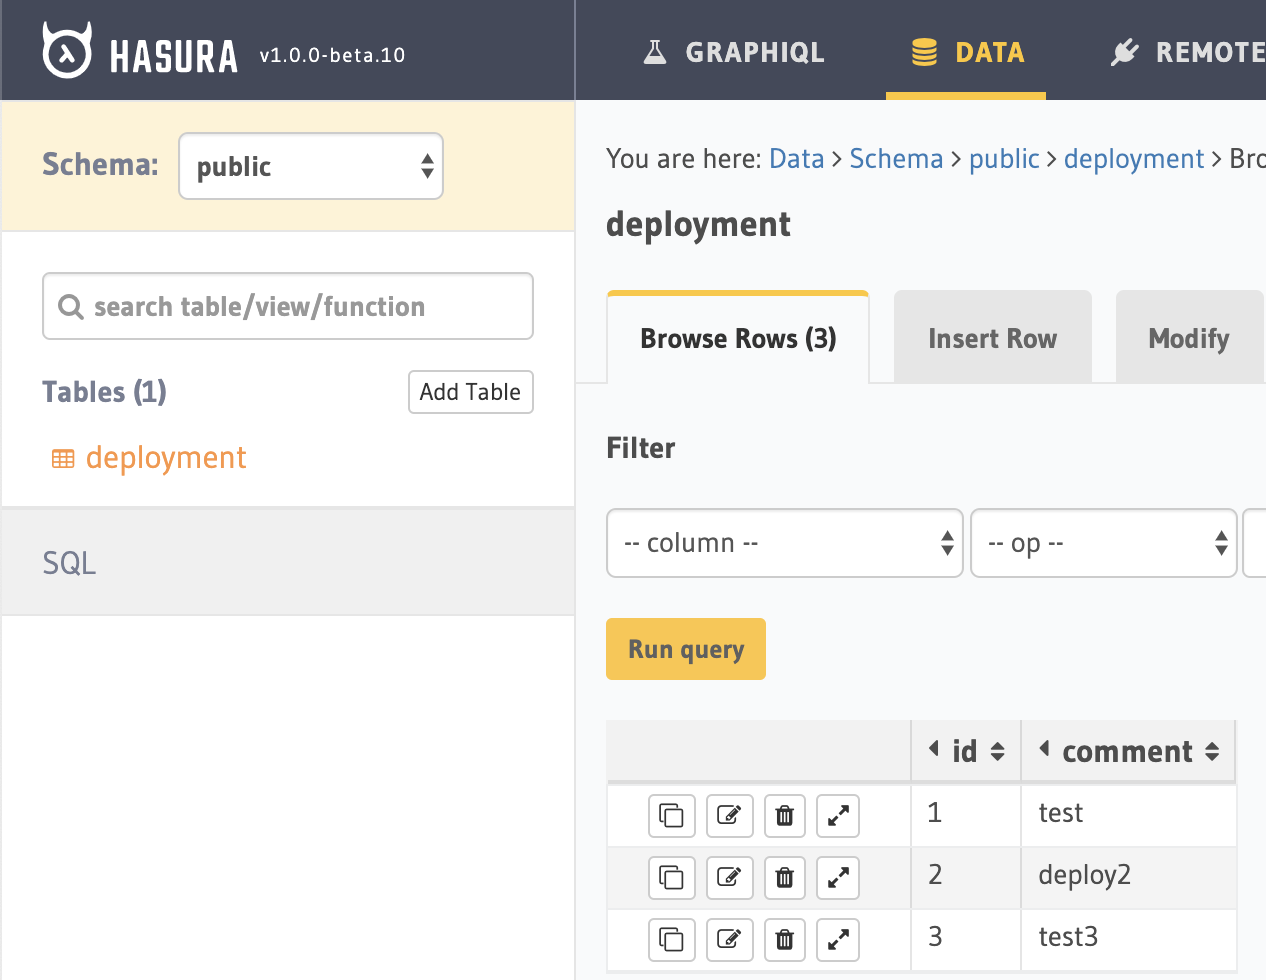 HASURA v1.0.0-beta.10
GRAPHIQL
DATA
REMOTE
Schema: public
search table/view/function
Tables (1)
Add Table
deployment
SQL
You are here: Data > Schema > public > deployment > Bro
deployment
Browse Rows (3)
Insert Row
Modify
Filter
-- column --
-- op --
Run query
id comment
1 test
2 deploy2
3 test3